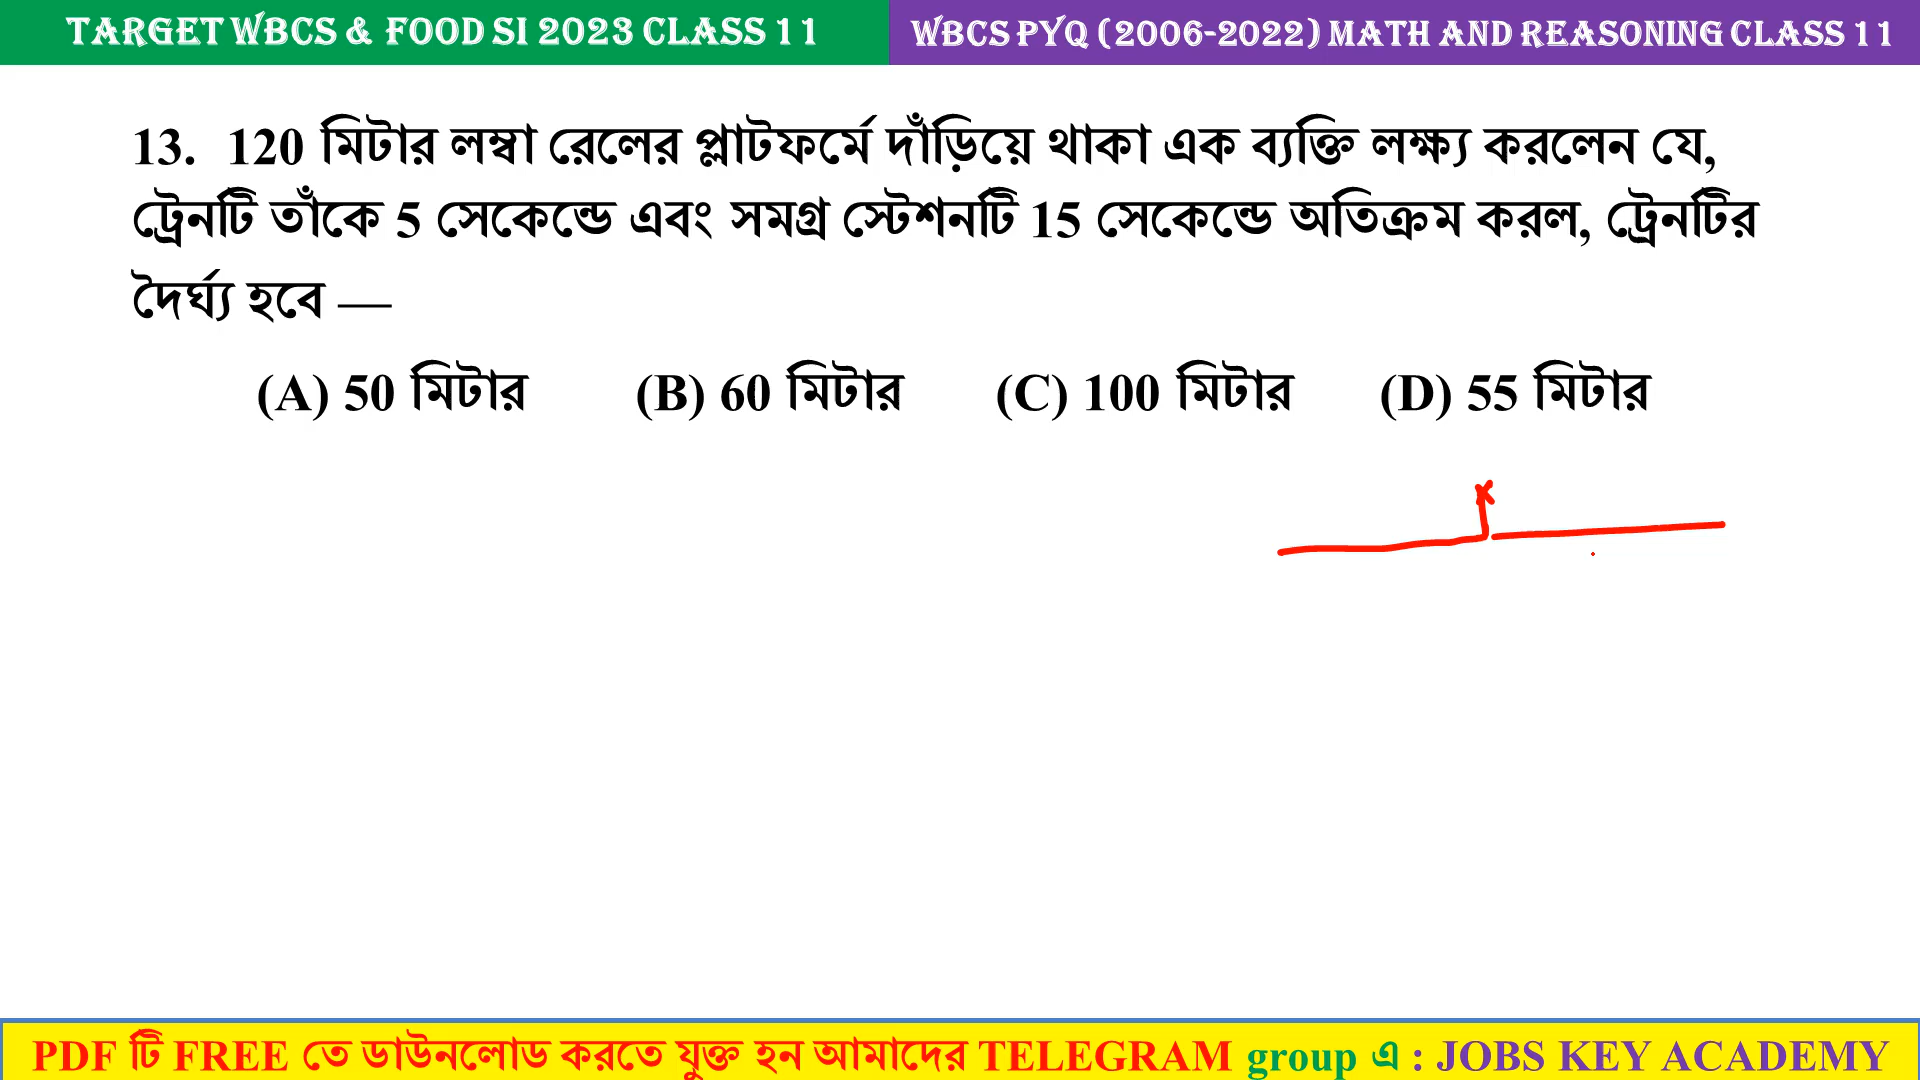 TARGET WBCS & FOOD SI 2023 CLASS 11
WBCS PYQ (2006-2022) MATH AND REASONING CLASS 11
13. 120 মিটার লম্বা রেলের প্লাটফর্মে দাঁড়িয়ে থাকা এক ব্যক্তি লক্ষ্য করলেন যে,
ট্রেনটি তাঁকে 5 সেকেন্ডে এবং সমগ্র স্টেশনটি 15 সেকেন্ডে অতিক্রম করল, ট্রেনটির
দৈর্ঘ্য হবে —
(A) 50 মিটার (B) 60 মিটার (C) 100 মিটার (D) 55 মিটার
PDF টি FREE তে ডাউনলোড করতে যুক্ত হন আমাদের TELEGRAM group এ : JOBS KEY ACADEMY